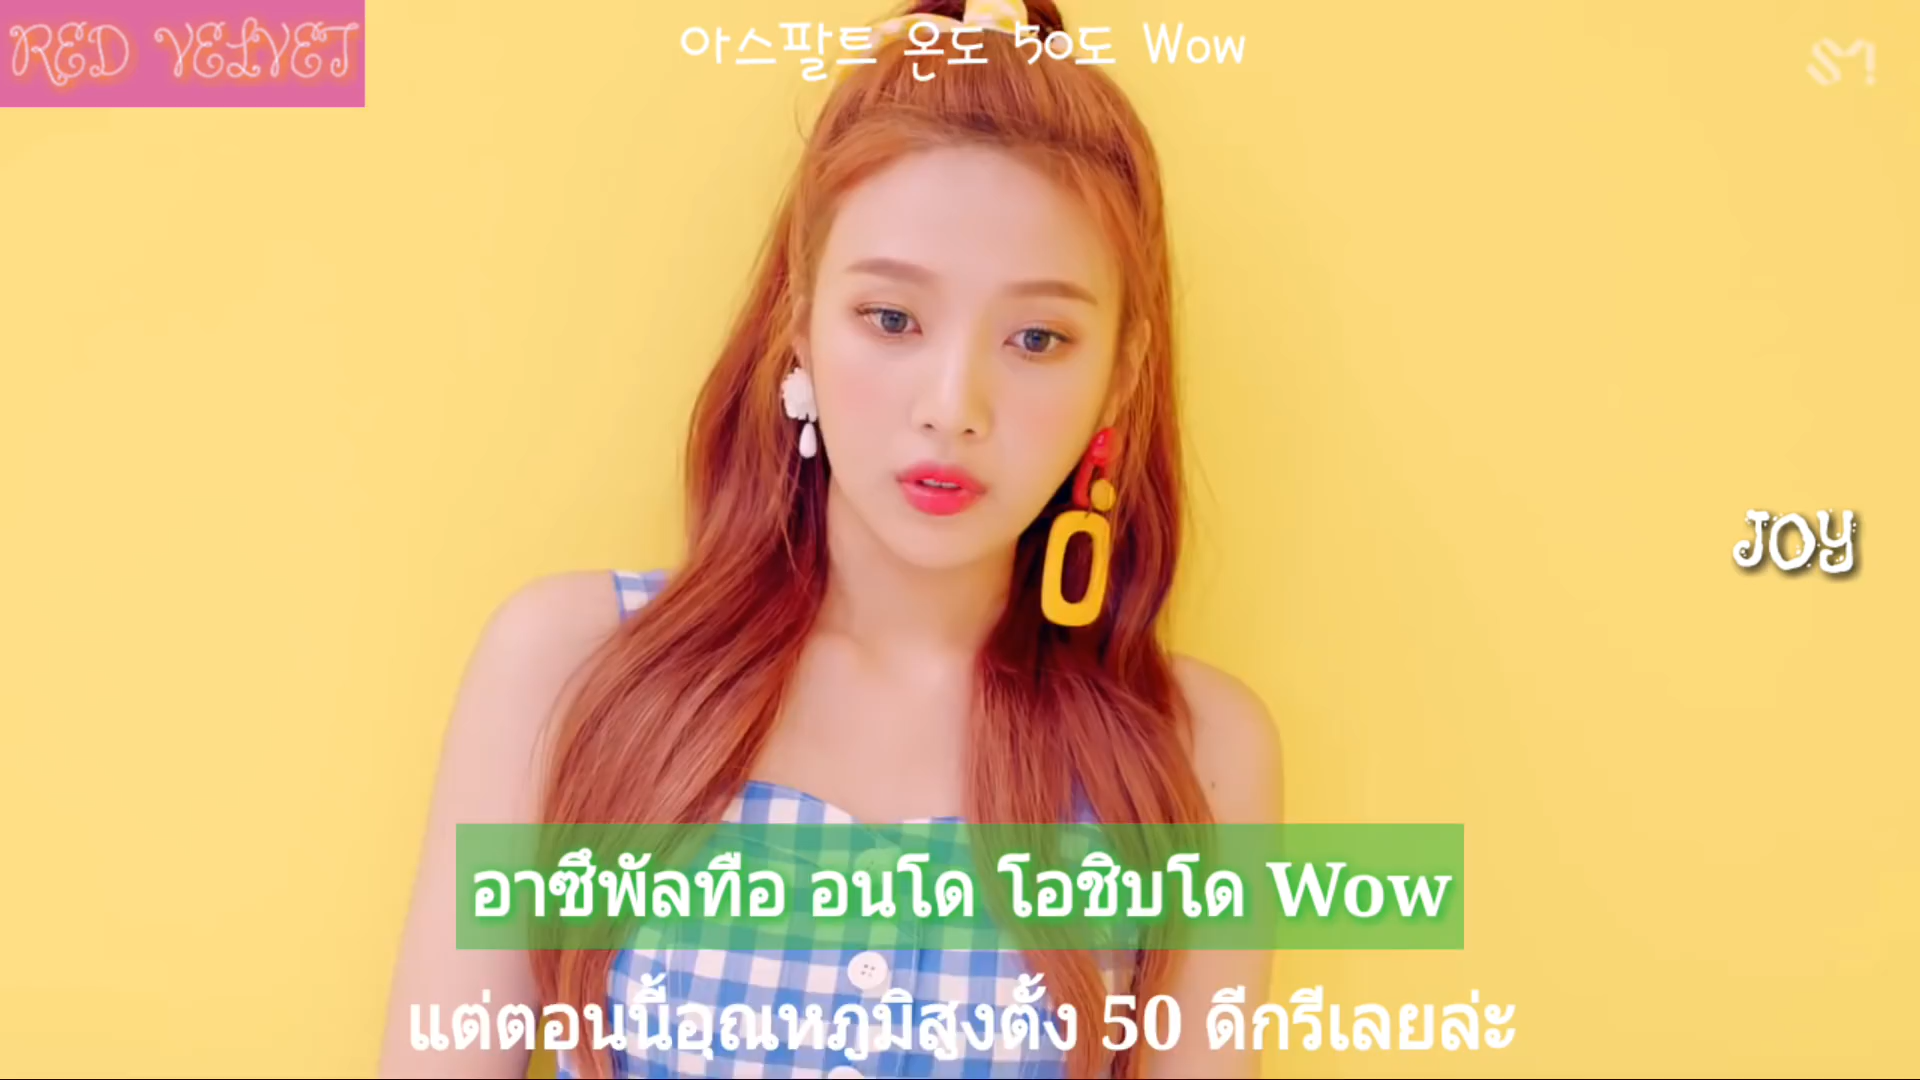 RED VELVET
아스팔트 온도 50도 Wow
SM!
JOY
อาซึพัลทือ อนโด โอชิบโด Wow
แต่ตอนนี้อุณหภูมิสูงตั้ง 50 ดีกรีเลยล่ะ